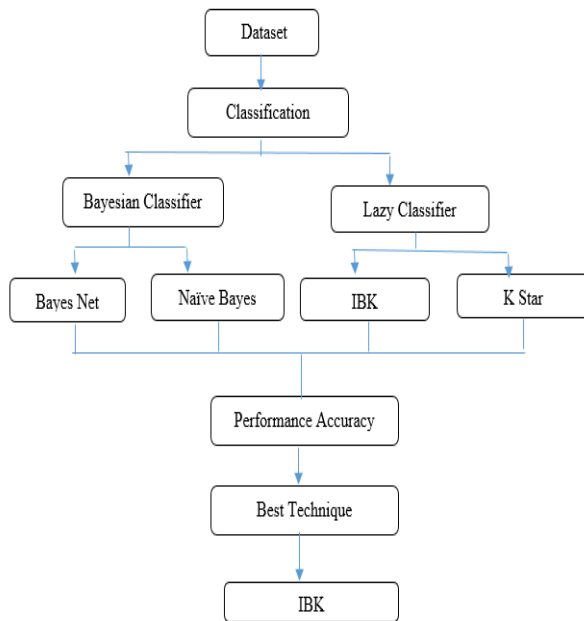 Dataset
Classification
Bayesian Classifier
Lazy Classifier
Bayes Net
Naïve Bayes
IBK
K Star
Performance Accuracy
Best Technique
IBK